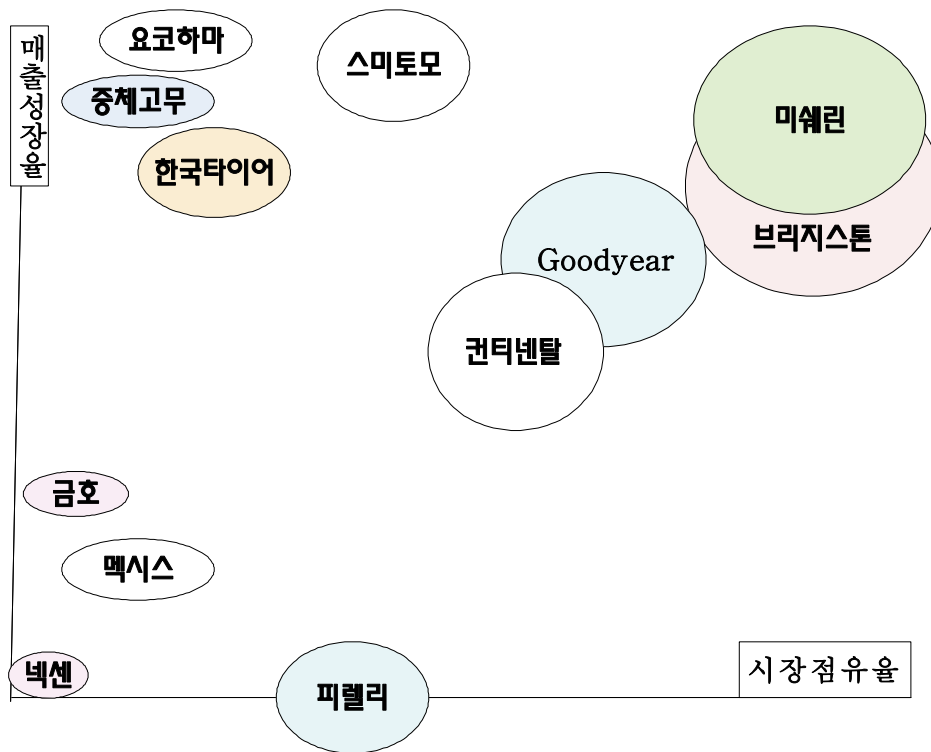 매출성장율
요코하마
스미토모
중체고무
미쉐린
한국타이어
브리지스톤
Goodyear
컨티넨탈
금호
멕시스
넥센
피렐리
시장점유율